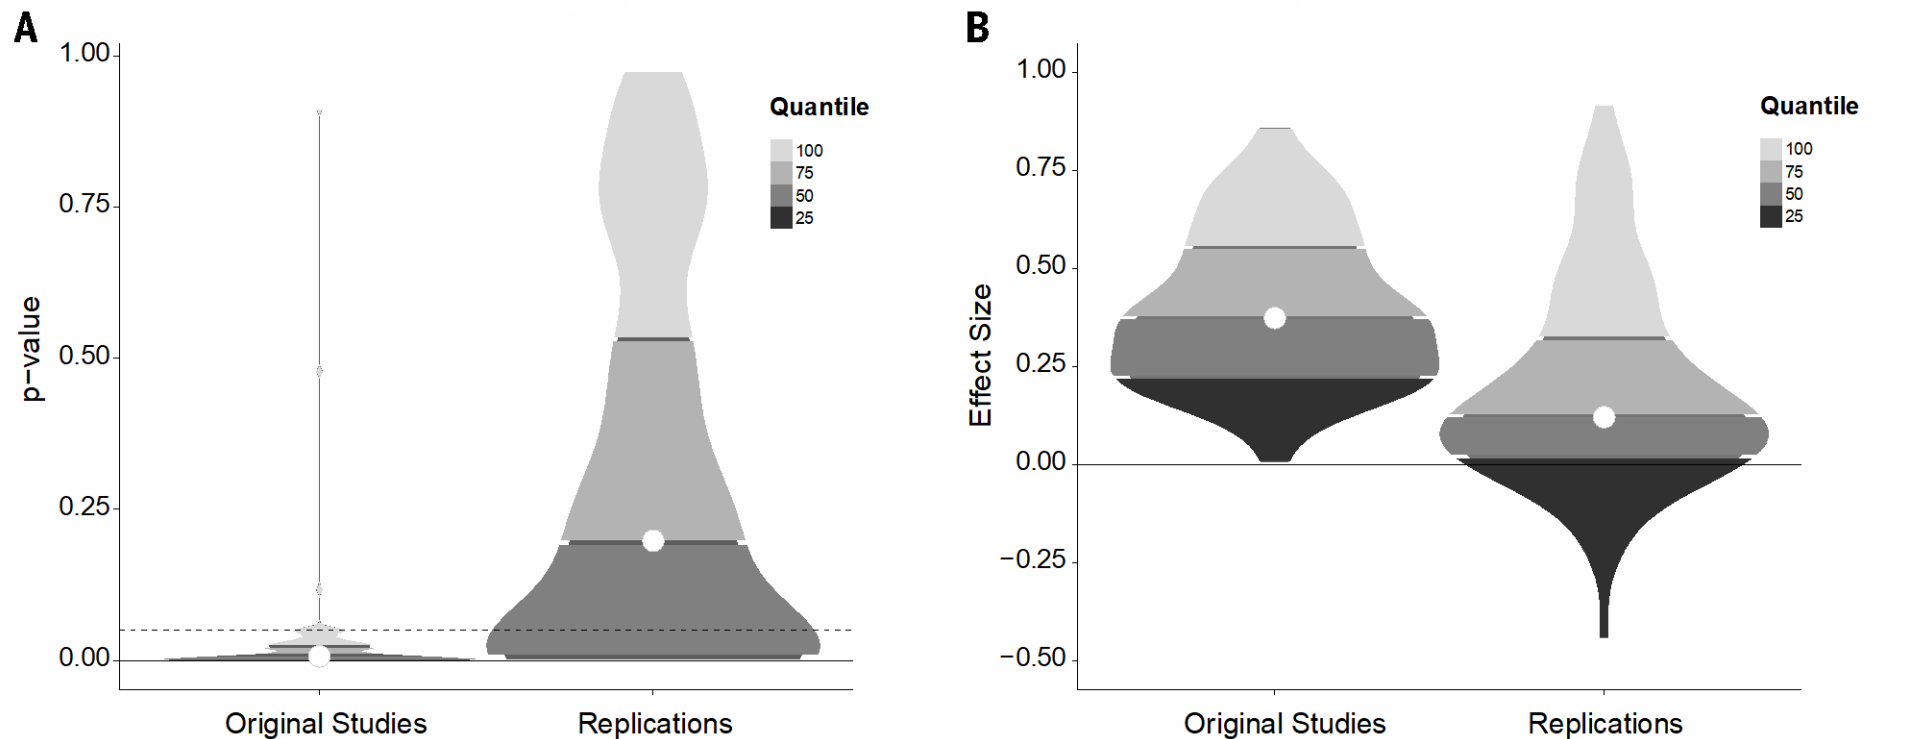 A
1.00
0.75
0.50
0.25
0.00
p−value
Quantile
100
75
50
25
Original Studies
Replications
B
1.00
0.75
0.50
0.25
0.00
−0.25
−0.50
Effect Size
Quantile
100
75
50
25
Original Studies
Replications